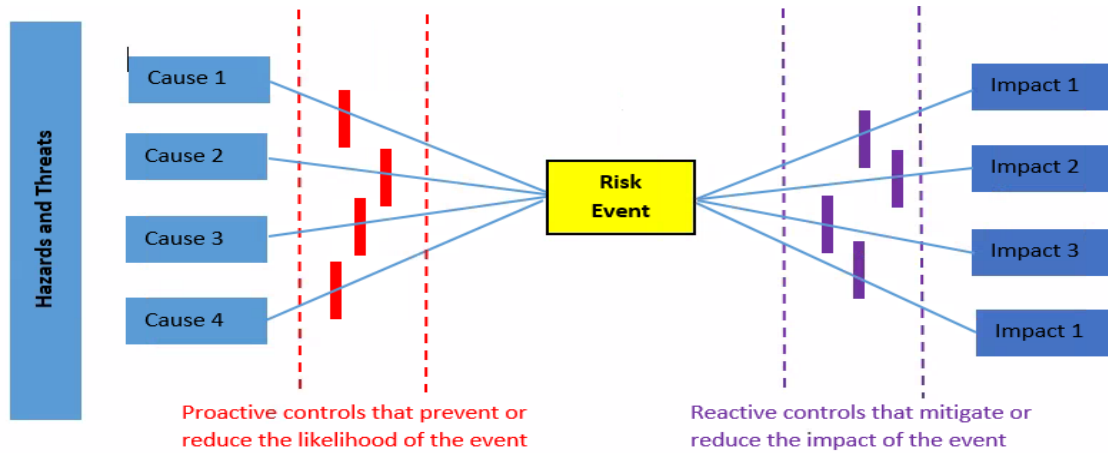 Hazards and Threats
Cause 1
Cause 2
Cause 3
Cause 4
Risk
Event
Impact 1
Impact 2
Impact 3
Impact 1
Proactive controls that prevent or
reduce the likelihood of the event
Reactive controls that mitigate or
reduce the impact of the event